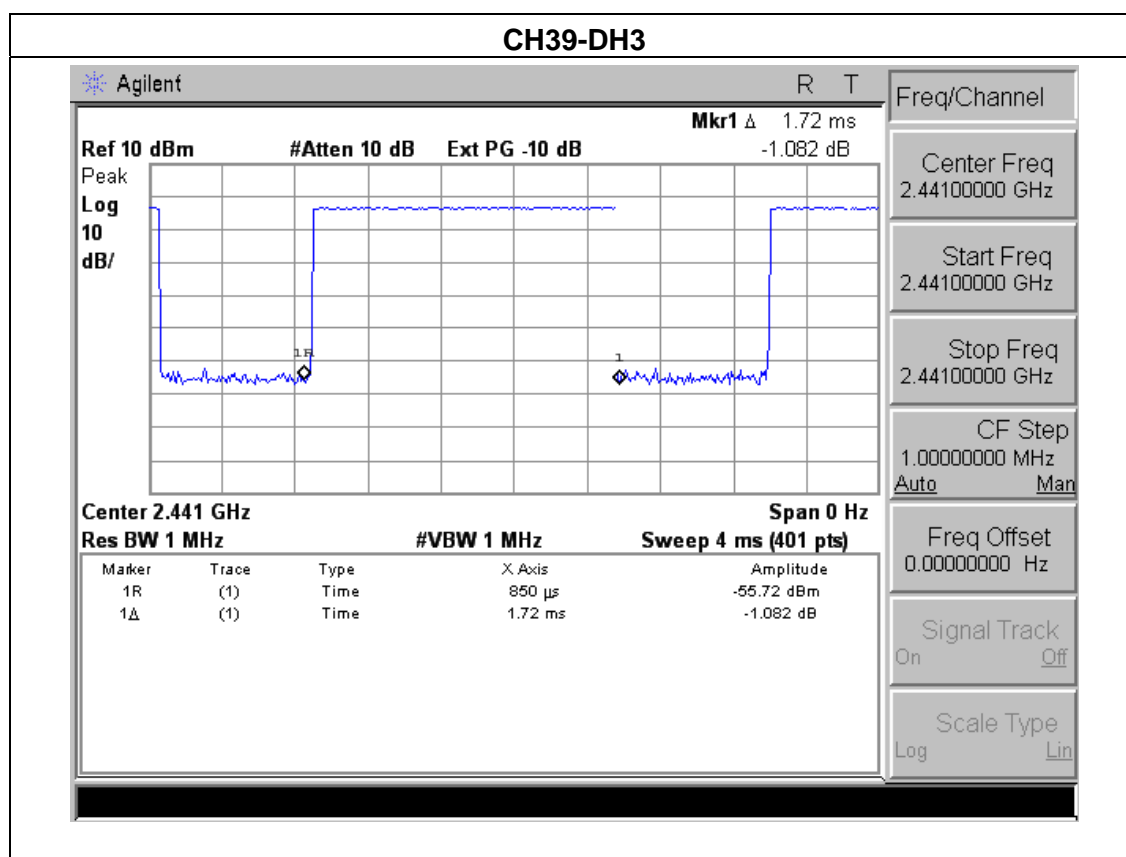 CH39-DH3
Agilent R T
Mkr1 Δ 1.72 ms
Ref 10 dBm #Atten 10 dB Ext PG -10 dB -1.082 dB
Peak
Log
10
dB/
1R
1
Center 2.441 GHz Span 0 Hz
Res BW 1 MHz #VBW 1 MHz Sweep 4 ms (401 pts)
Marker Trace Type X Axis Amplitude
1R (1) Time 850 µs -55.72 dBm
1Δ (1) Time 1.72 ms -1.082 dB
Freq/Channel
Center Freq
2.44100000 GHz
Start Freq
2.44100000 GHz
Stop Freq
2.44100000 GHz
CF Step
1.00000000 MHz
Auto Man
Freq Offset
0.00000000 Hz
Signal Track
On Off
Scale Type
Log Lin